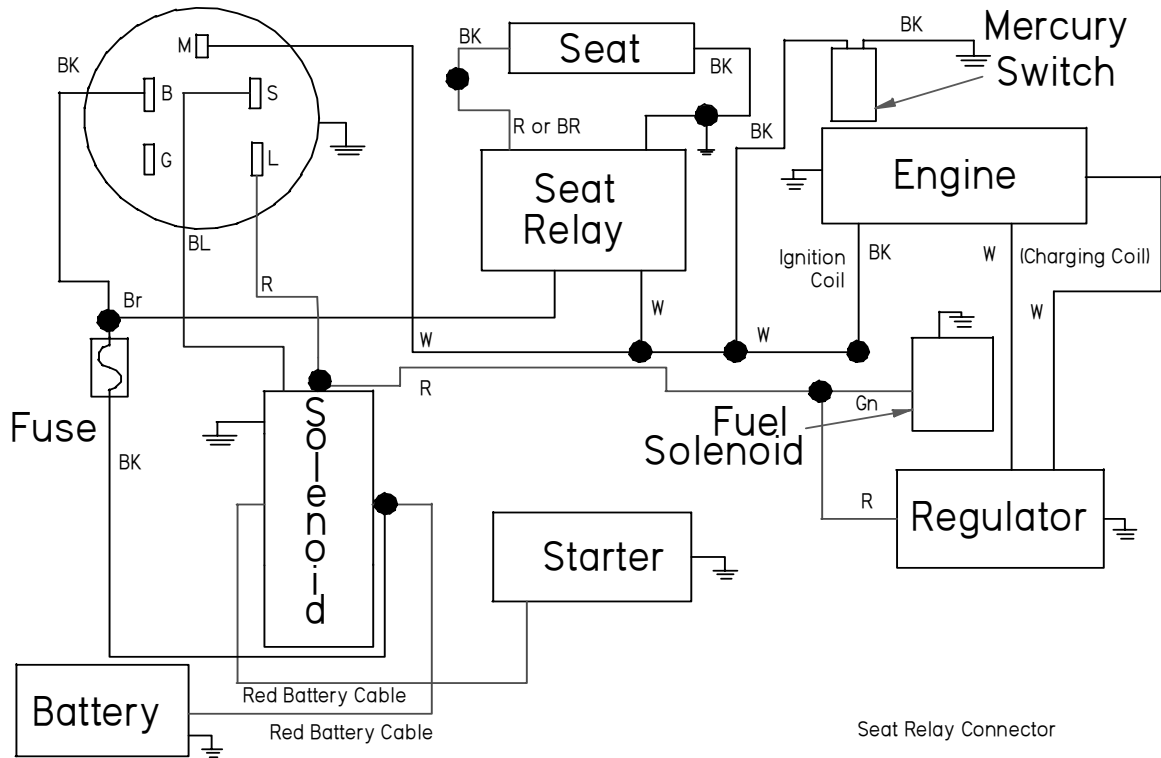 M
BK
B
S
G
L
BL
R
Br
Fuse
BK
BK
Seat
BK
R or BR
Seat
Relay
W
W
BK
Mercury
Switch
BK
Engine
Ignition
Coil
BK
W
(Charging Coil)
W
W
R
Gn
Fuel
Solenoid
R
Regulator
Solenoid
Starter
Battery
Red Battery Cable
Red Battery Cable
Seat Relay Connector